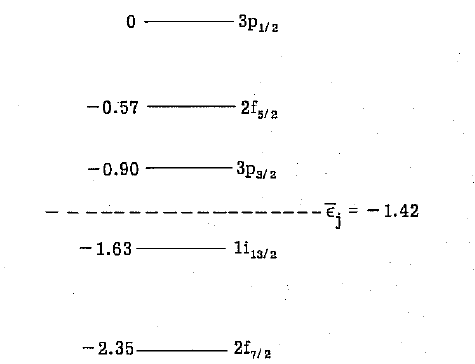 0 3p₁/₂
−0.57 2f₅/₂
−0.90 3p₃/₂
ε̄ⱼ = −1.42
−1.63 1i₁₃/₂
−2.35 2f₇/₂